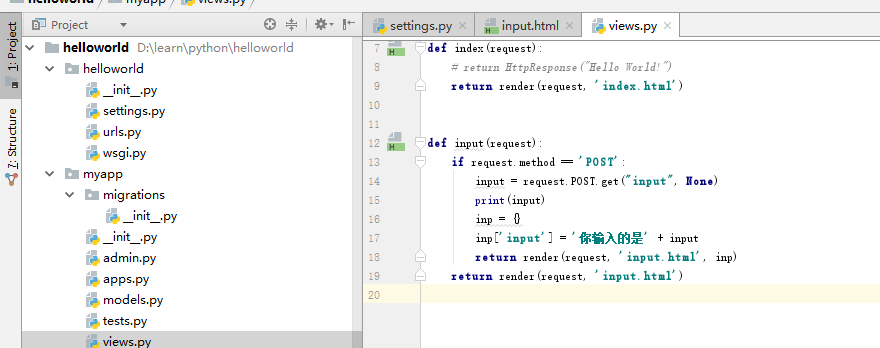 helloworld myapp views.py
1: Project
7: Structure
Project
helloworld D:\learn\python\helloworld
helloworld
__init__.py
settings.py
urls.py
wsgi.py
myapp
migrations
__init__.py
__init__.py
admin.py
apps.py
models.py
tests.py
views.py
settings.py input.html views.py
7 def index(request):
8 # return HttpResponse("Hello World!")
9 return render(request, 'index.html')
10
11
12 def input(request):
13 if request.method == 'POST':
14 input = request.POST.get("input", None)
15 print(input)
16 inp = {}
17 inp['input'] = '你输入的是' + input
18 return render(request, 'input.html', inp)
19 return render(request, 'input.html')
20